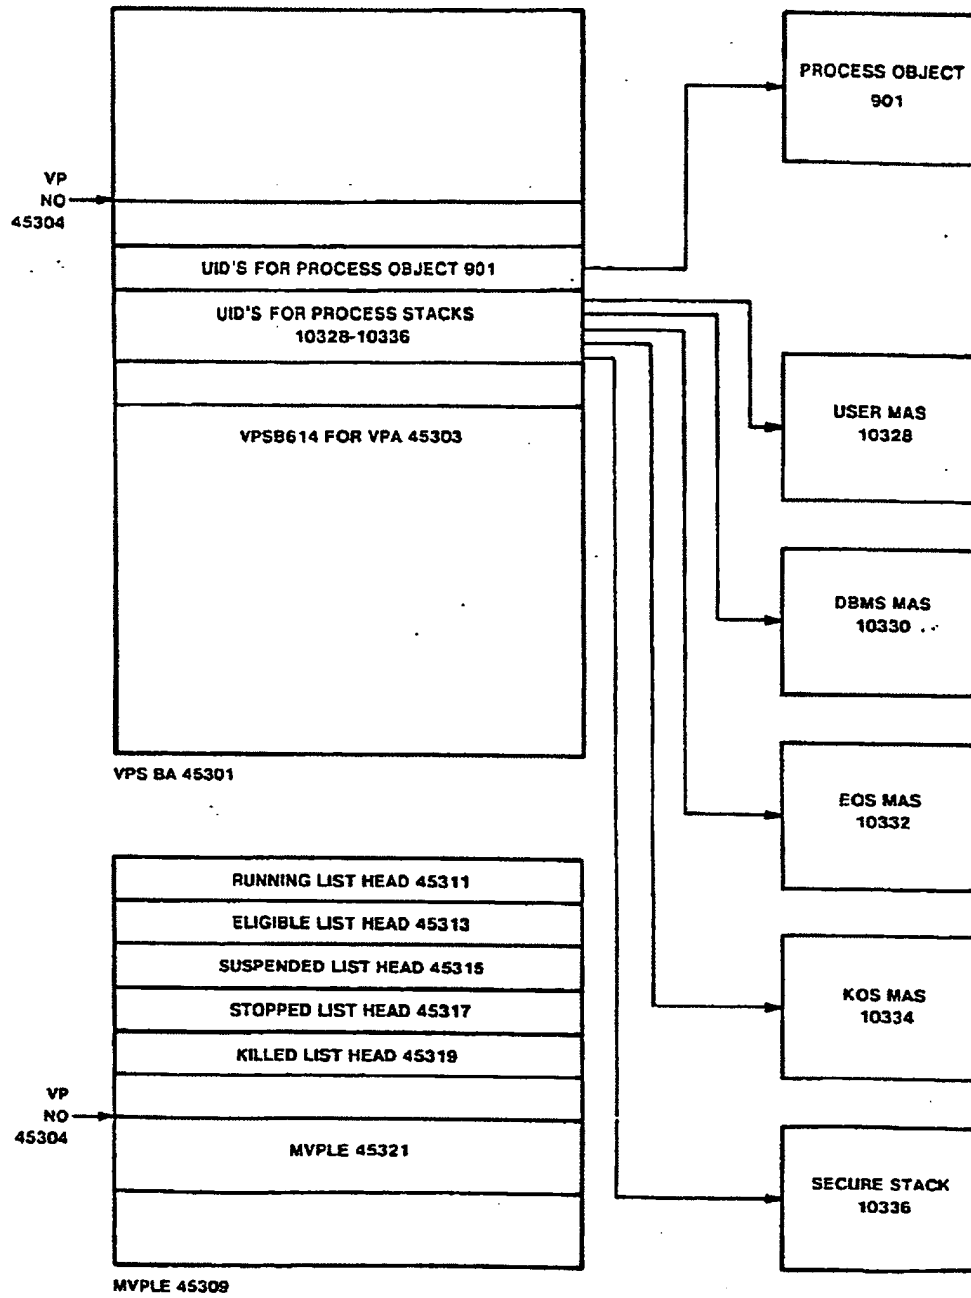 PROCESS OBJECT
901
VP
NO
45304
UID'S FOR PROCESS OBJECT 901
UID'S FOR PROCESS STACKS
10328-10336
VPSB614 FOR VPA 45303
USER MAS
10328
DBMS MAS
10330
EOS MAS
10332
KOS MAS
10334
SECURE STACK
10336
VPS BA 45301
RUNNING LIST HEAD 45311
ELIGIBLE LIST HEAD 45313
SUSPENDED LIST HEAD 45315
STOPPED LIST HEAD 45317
KILLED LIST HEAD 45319
VP
NO
45304
MVPLE 45321
MVPLE 45309